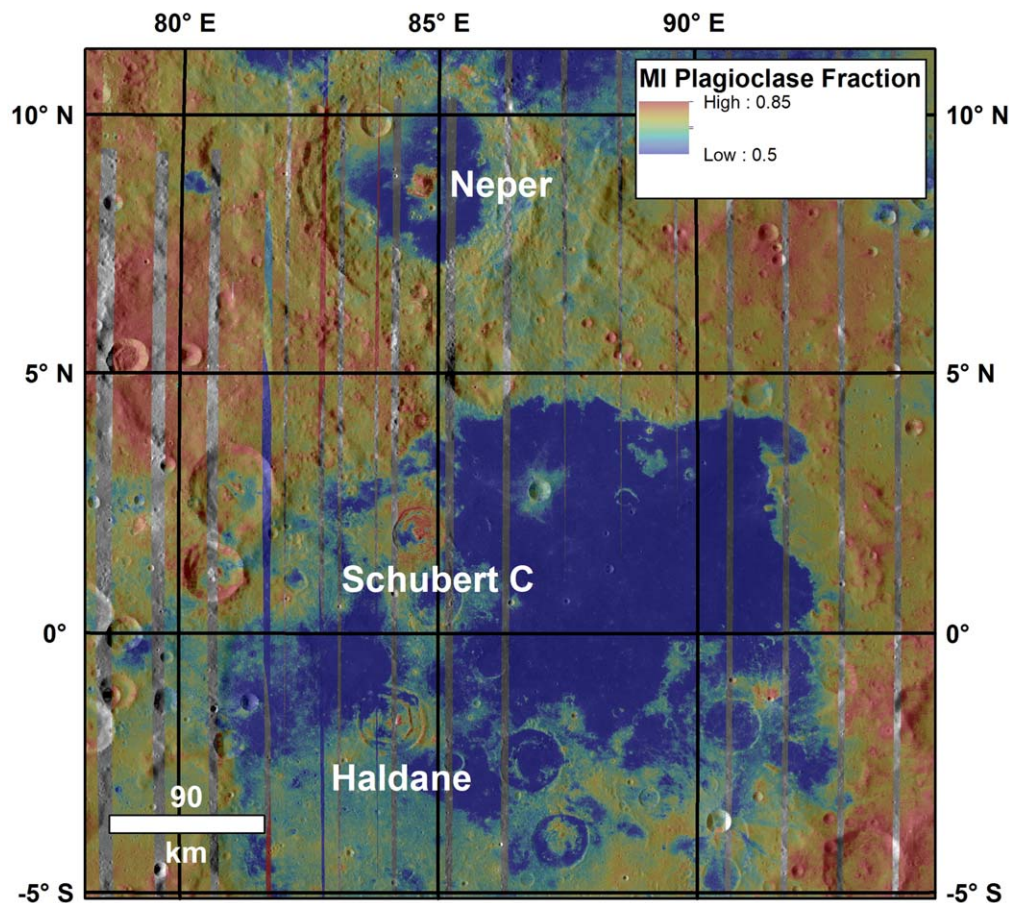 80° E 85° E 90° E
MI Plagioclase Fraction
High : 0.85
Low : 0.5
10° N 10° N
Neper
5° N 5° N
Schubert C
0° 0°
Haldane
90
km
-5° S -5° S